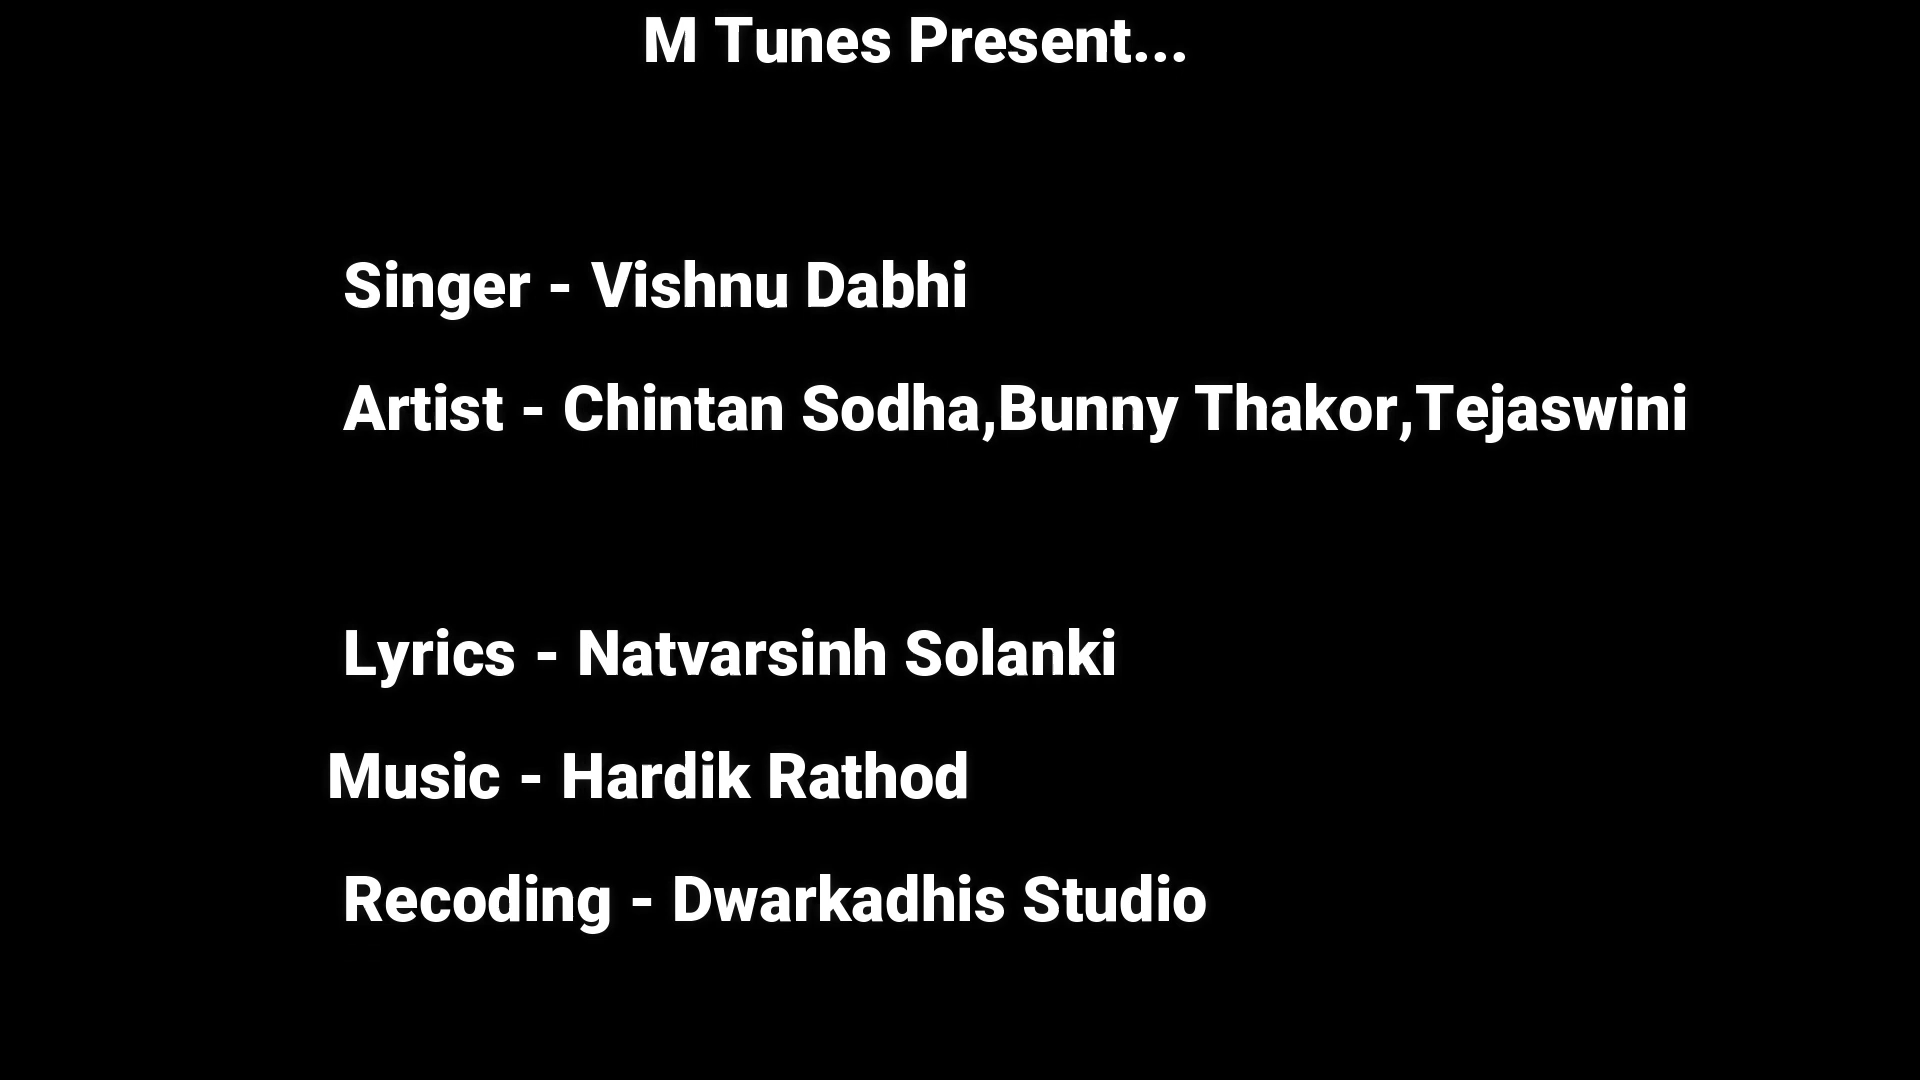 M Tunes Present...
Singer - Vishnu Dabhi
Artist - Chintan Sodha,Bunny Thakor,Tejaswini
Lyrics - Natvarsinh Solanki
Music - Hardik Rathod
Recoding - Dwarkadhis Studio